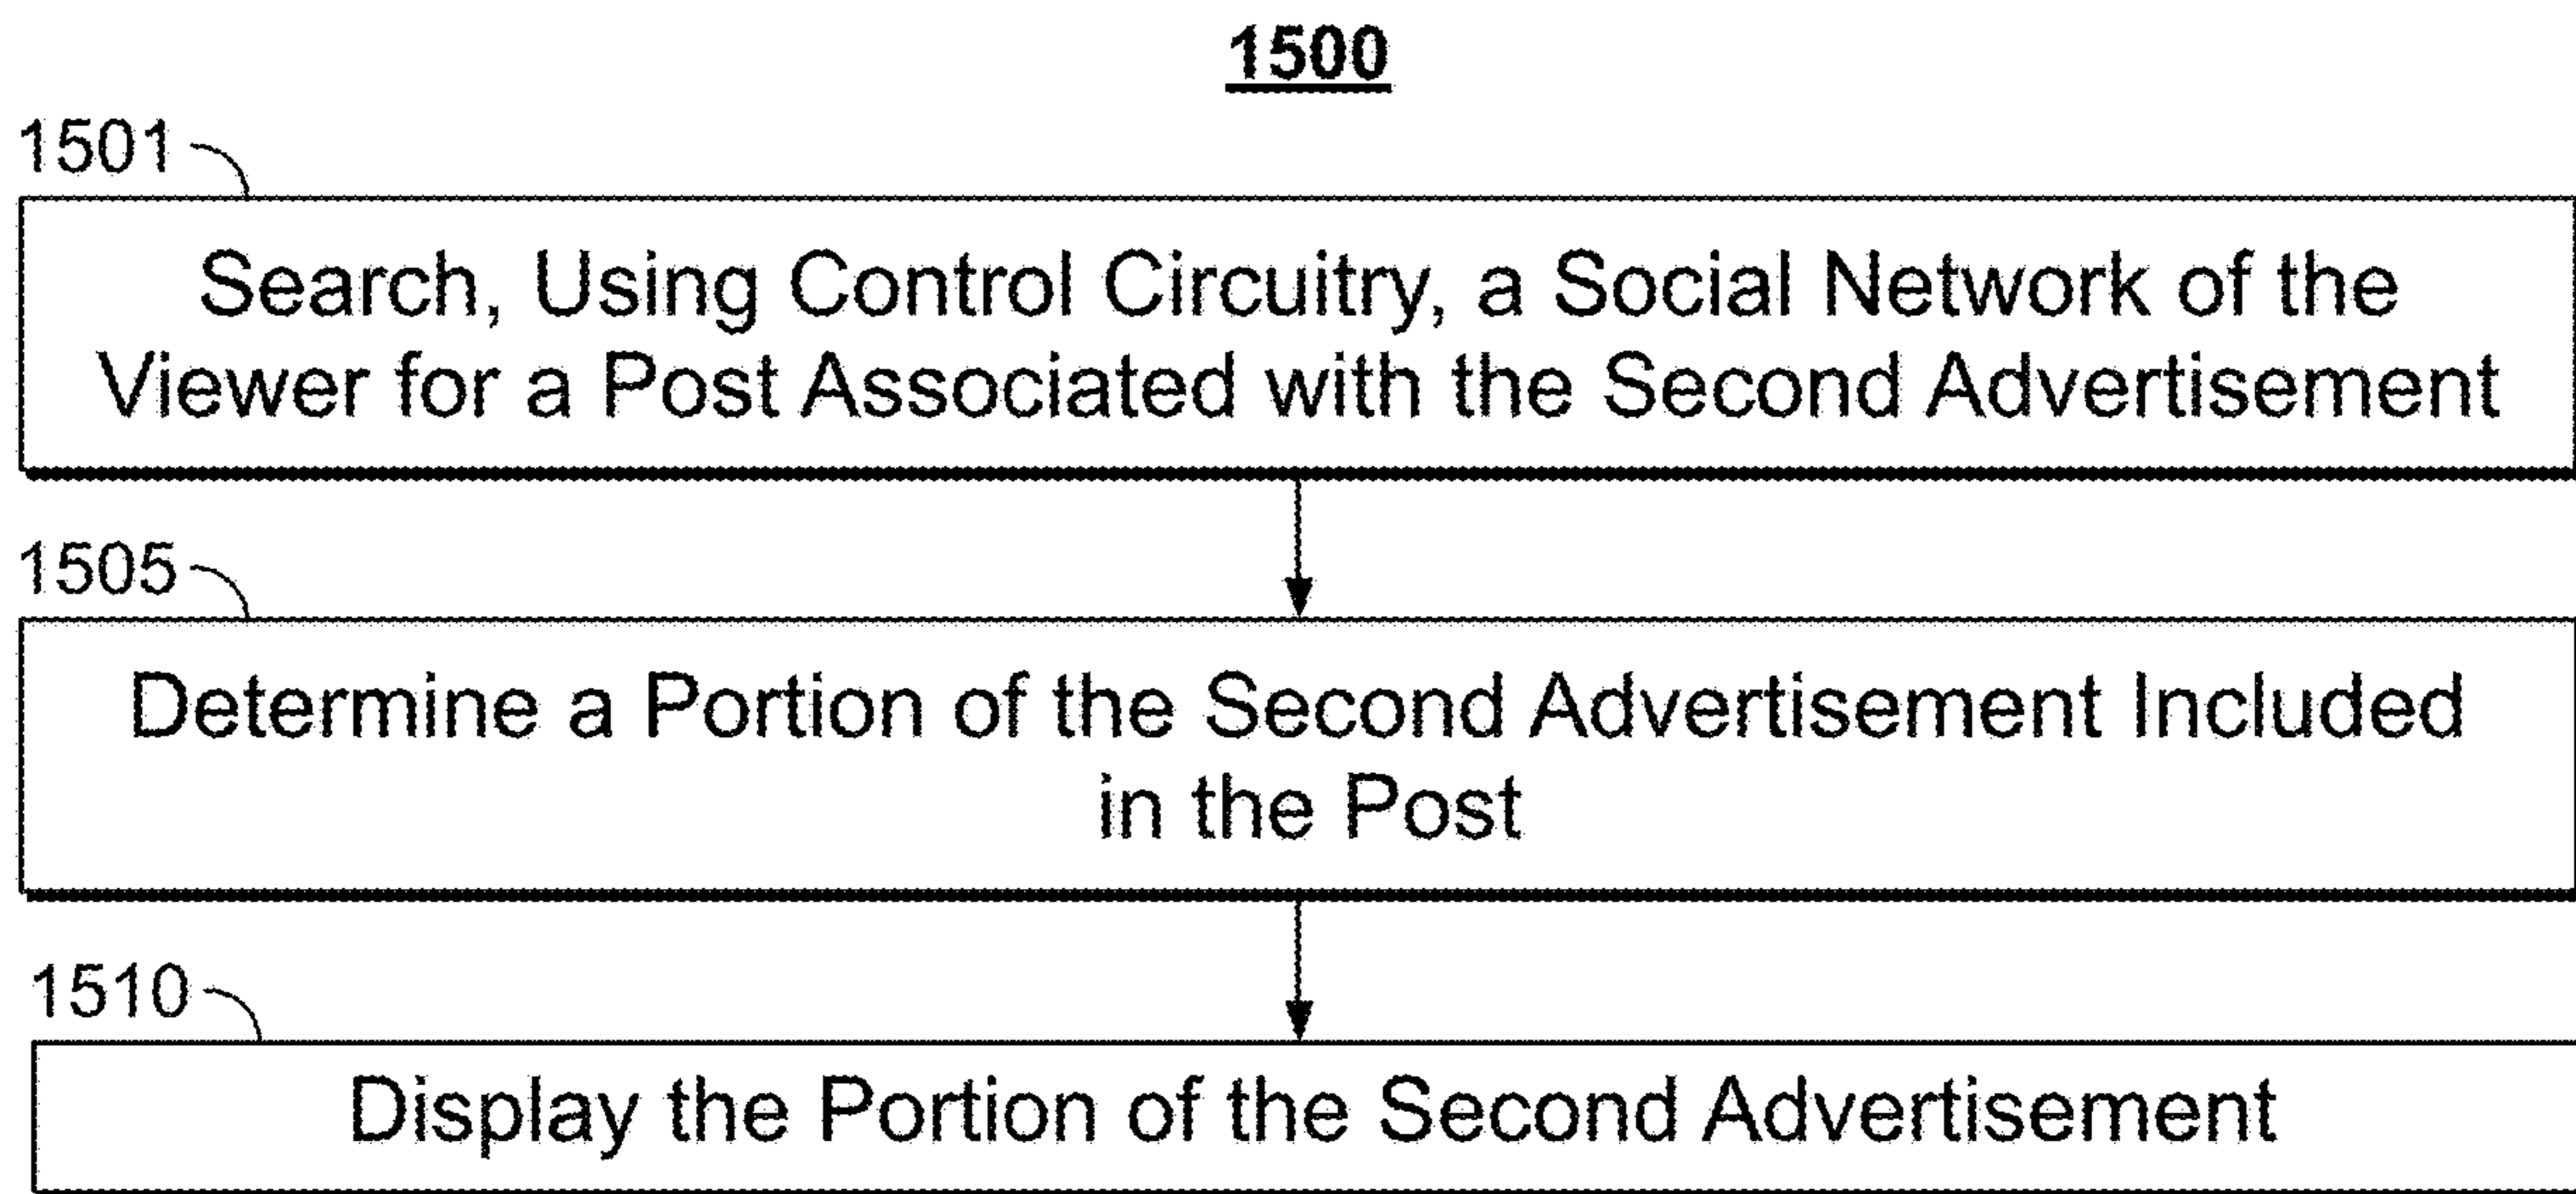 1500
1501
Search, Using Control Circuitry, a Social Network of the
Viewer for a Post Associated with the Second Advertisement
1505
Determine a Portion of the Second Advertisement Included
in the Post
1510
Display the Portion of the Second Advertisement